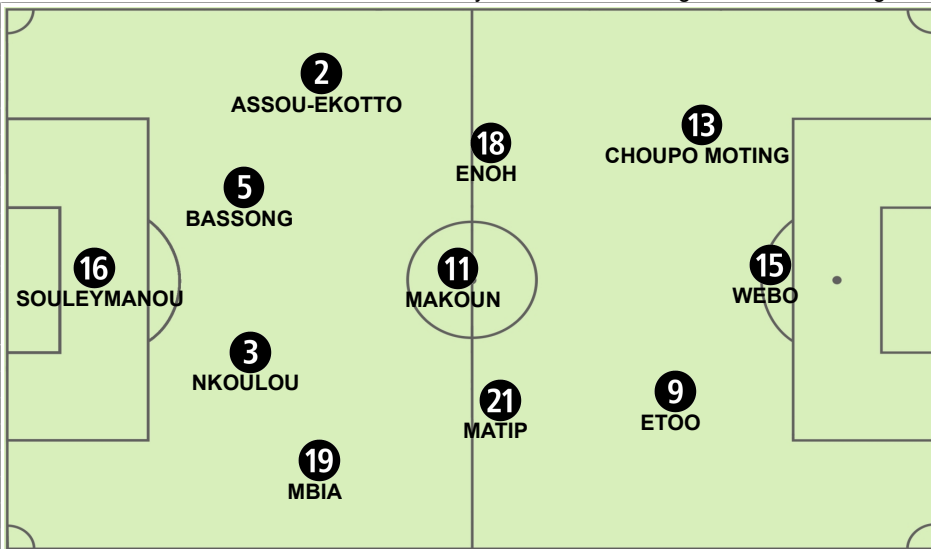 2
ASSOU-EKOTTO
13
CHOUPO MOTING
18
ENOH
5
BASSONG
16
SOULEYMANOU
11
MAKOUN
15
WEBO
3
NKOULOU
21
MATIP
9
ETOO
19
MBIA